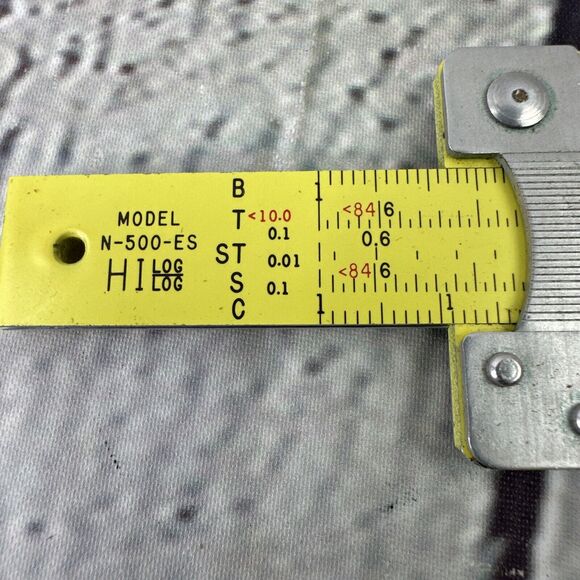 MODEL
N-500-ES
HI LOG LOG
B
T <10.0 0.1
ST 0.01
S 0.1
C
1
<84|6
0.6
<84|6
1 1